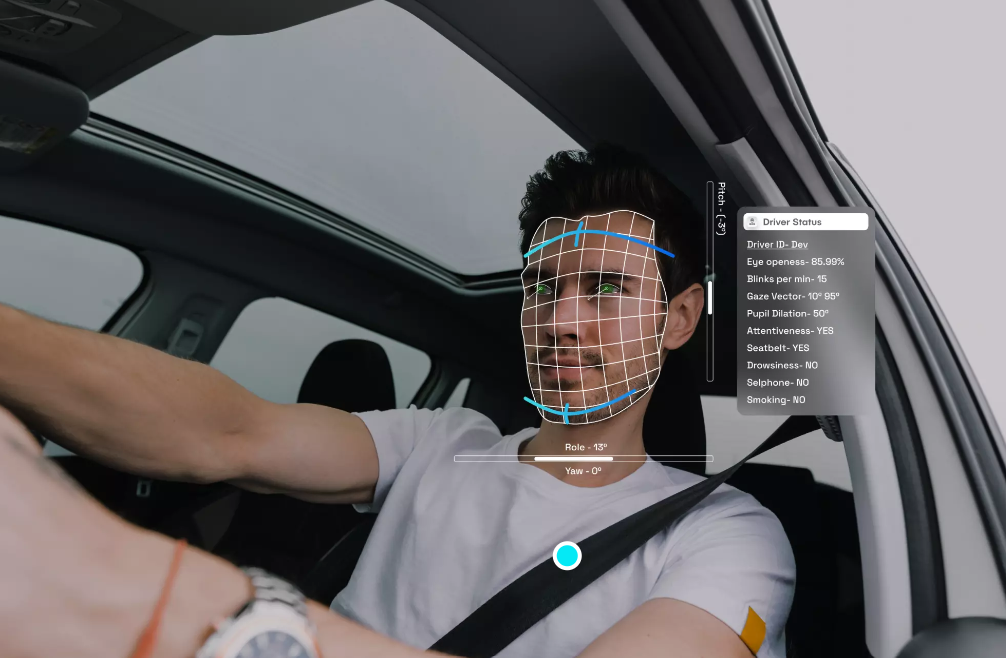 Pitch - (-3°)
Driver Status
Driver ID- Dev
Eye openess- 85.99%
Blinks per min- 15
Gaze Vector- 10° 95°
Pupil Dilation- 50°
Attentiveness- YES
Seatbelt- YES
Drowsiness- NO
Selphone- NO
Smoking- NO
Role - 13°
Yaw - 0°